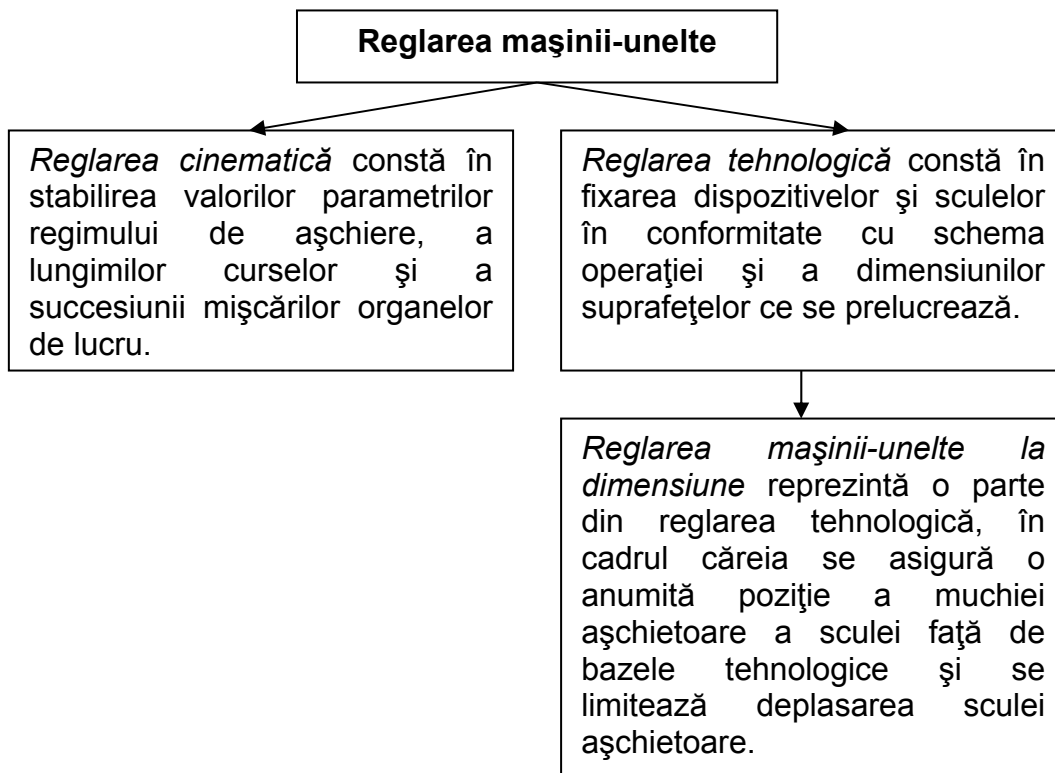 Reglarea maşinii-unelte
Reglarea cinematică constă în
stabilirea valorilor parametrilor
regimului de aşchiere, a
lungimilor curselor şi a
succesiunii mişcărilor organelor
de lucru.
Reglarea tehnologică constă în
fixarea dispozitivelor şi sculelor
în conformitate cu schema
operaţiei şi a dimensiunilor
suprafeţelor ce se prelucrează.
Reglarea maşinii-unelte la
dimensiune reprezintă o parte
din reglarea tehnologică, în
cadrul căreia se asigură o
anumită poziţie a muchiei
aşchietoare a sculei faţă de
bazele tehnologice şi se
limitează deplasarea sculei
aşchietoare.